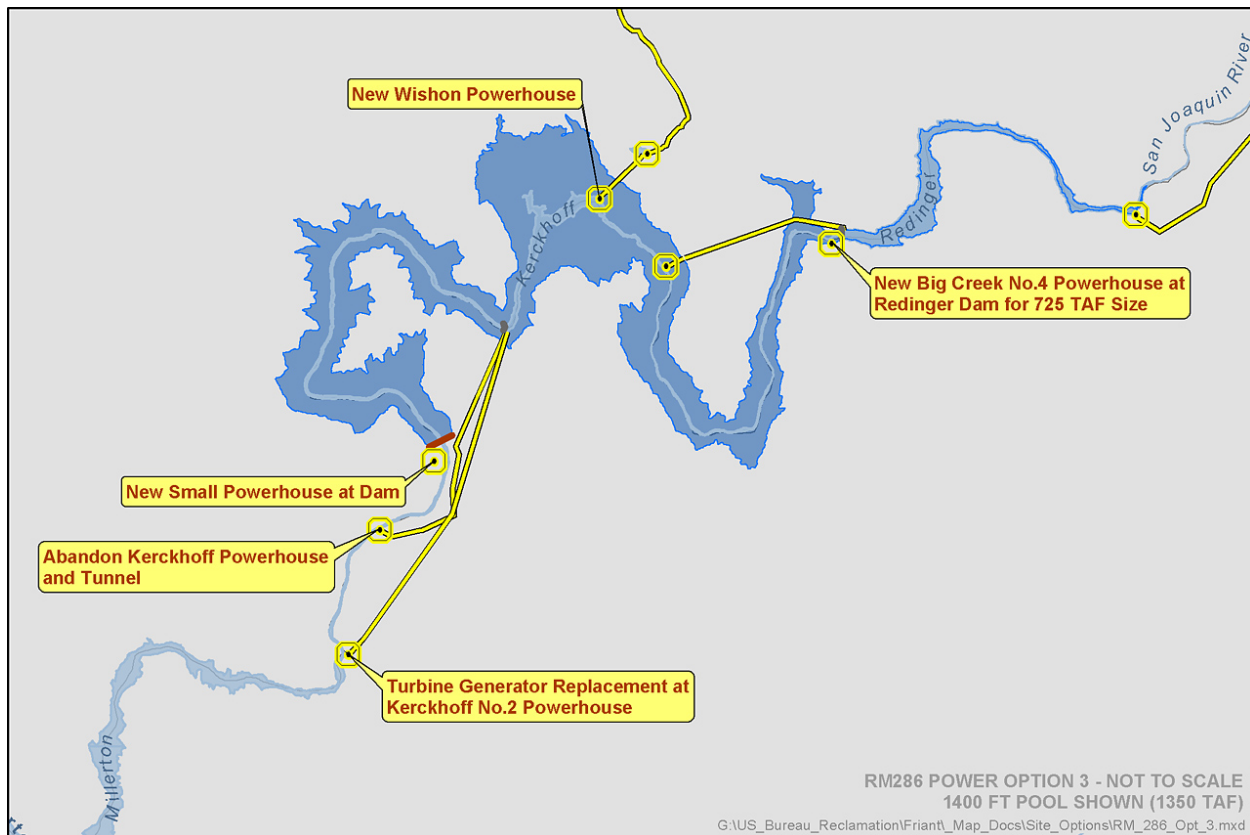 San Joaquin River
New Wishon Powerhouse
Kerckhoff
Redinger
New Big Creek No.4 Powerhouse at
Redinger Dam for 725 TAF Size
New Small Powerhouse at Dam
Abandon Kerckhoff Powerhouse
and Tunnel
Turbine Generator Replacement at
Kerckhoff No.2 Powerhouse
Millerton
RM286 POWER OPTION 3 - NOT TO SCALE
1400 FT POOL SHOWN (1350 TAF)
G:\US_Bureau_Reclamation\Friant\_Map_Docs\Site_Options\RM_286_Opt_3.mxd